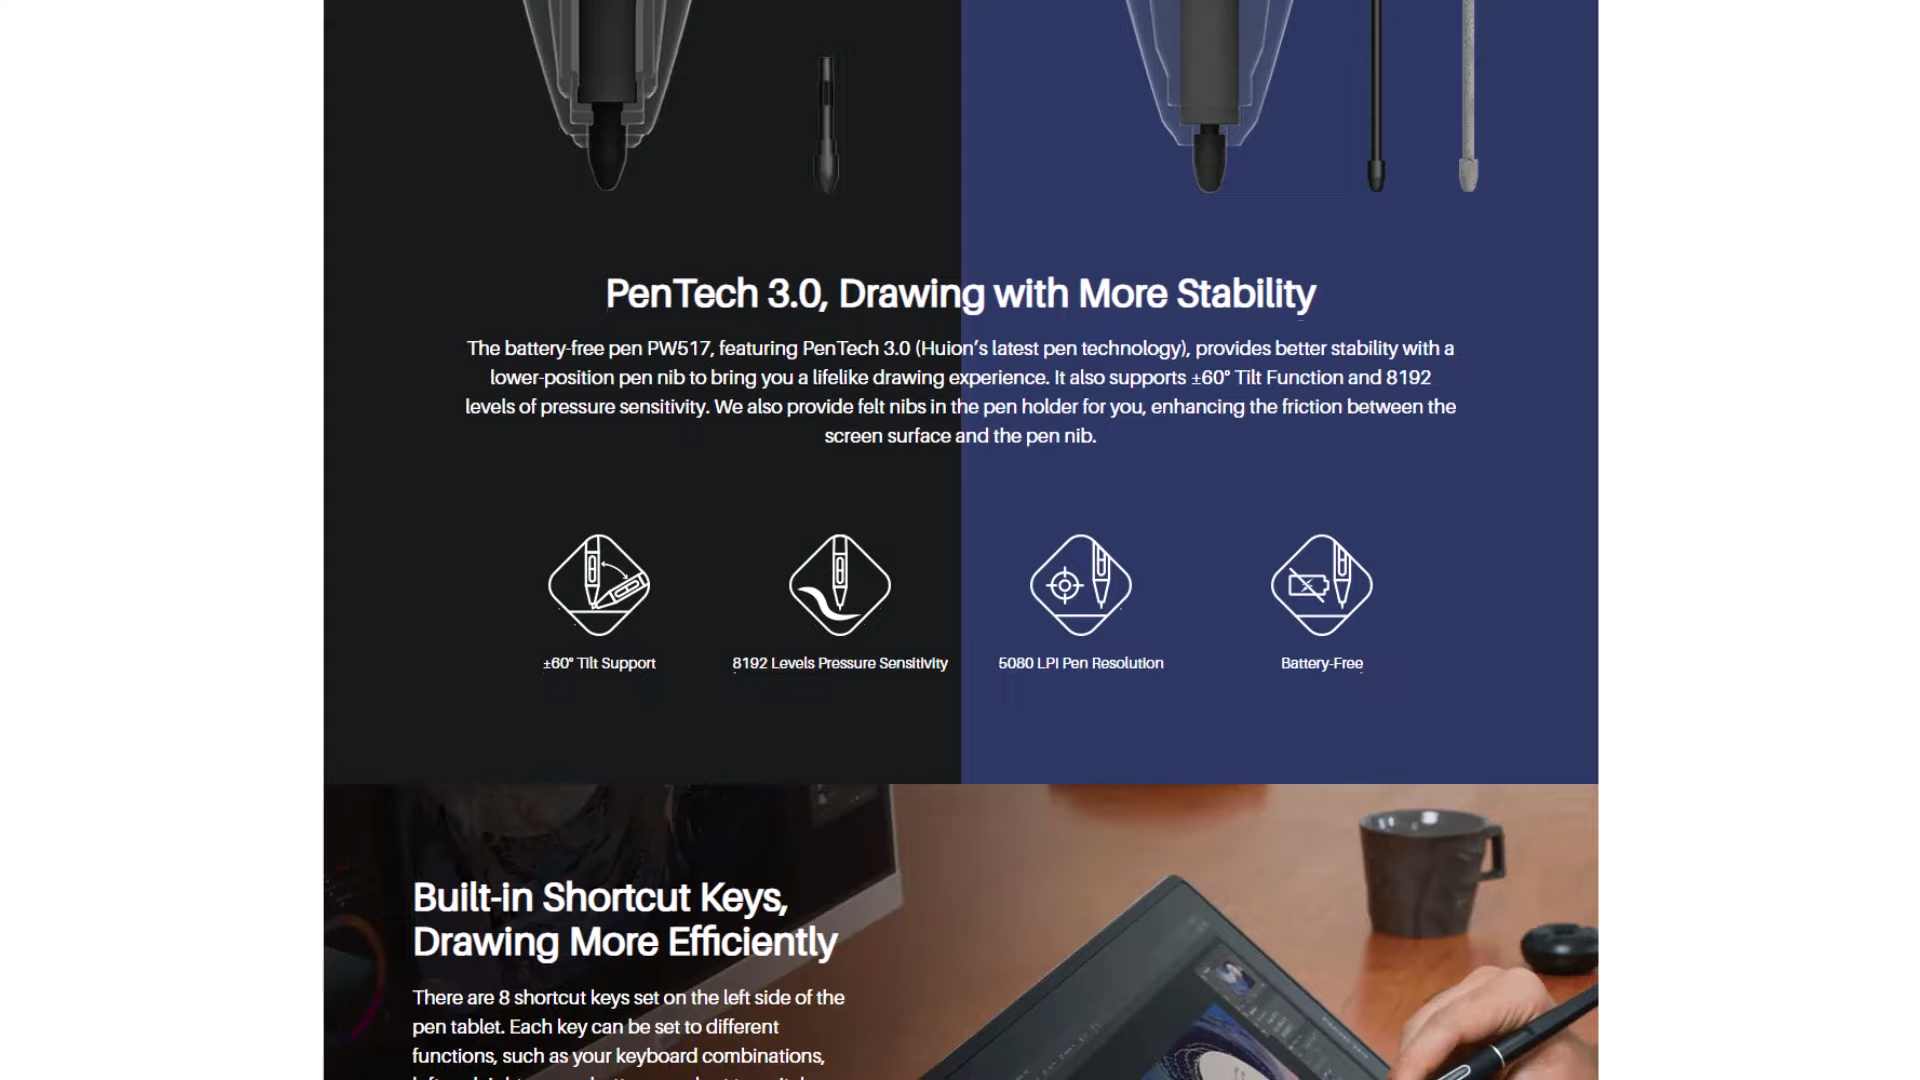 PenTech 3.0, Drawing with More Stability
The battery-free pen PW517, featuring PenTech 3.0 (Huion’s latest pen technology), provides better stability with a
lower-position pen nib to bring you a lifelike drawing experience. It also supports ±60° Tilt Function and 8192
levels of pressure sensitivity. We also provide felt nibs in the pen holder for you, enhancing the friction between the
screen surface and the pen nib.
±60° Tilt Support
8192 Levels Pressure Sensitivity
5080 LPI Pen Resolution
Battery-Free
Built-in Shortcut Keys,
Drawing More Efficiently
There are 8 shortcut keys set on the left side of the
pen tablet. Each key can be set to different
functions, such as your keyboard combinations,